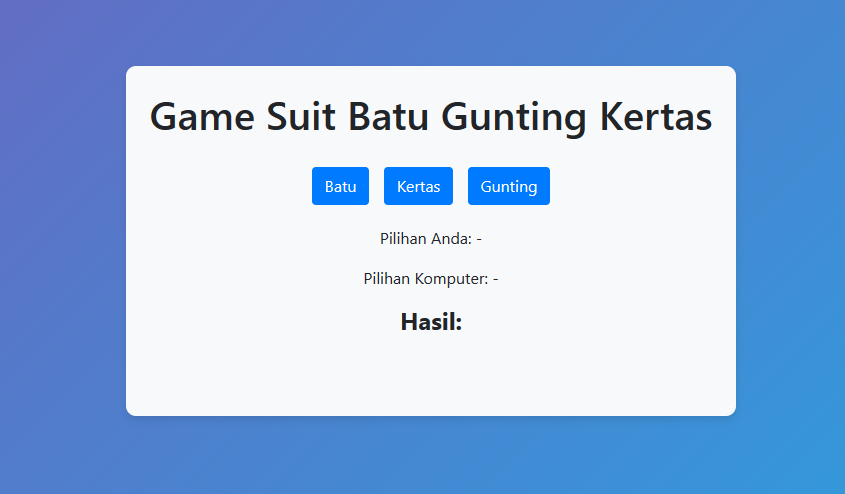 Game Suit Batu Gunting Kertas
Batu Kertas Gunting
Pilihan Anda: -
Pilihan Komputer: -
Hasil: